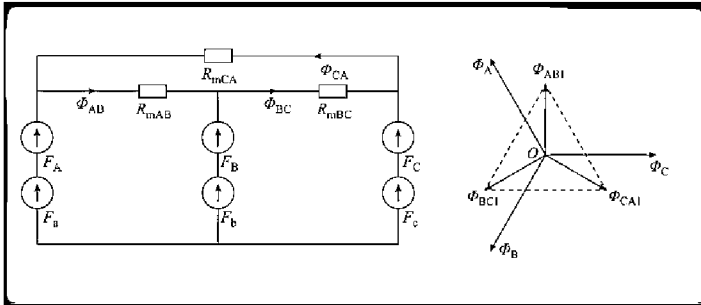 R_mCA
Φ_CA
Φ_AB
R_mAB
Φ_BC
R_mBC
F_A
F_B
F_C
F_a
F_b
F_c
Φ_A
Φ_AB1
O
Φ_C
Φ_BC1
Φ_CA1
Φ_B